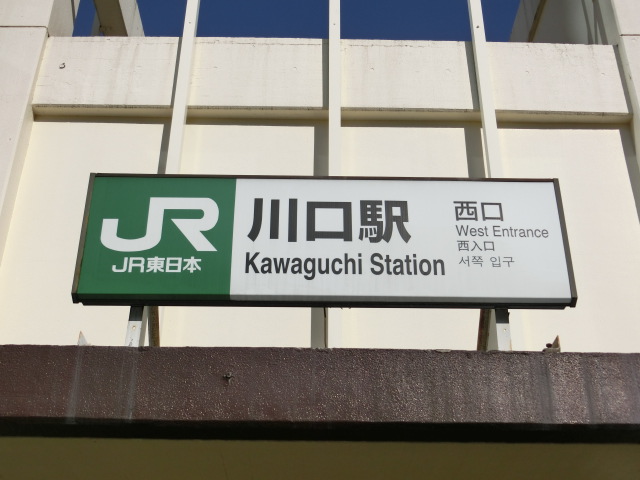 JR
JR東日本
川口駅
Kawaguchi Station
西口
West Entrance
西入口
서쪽 입구